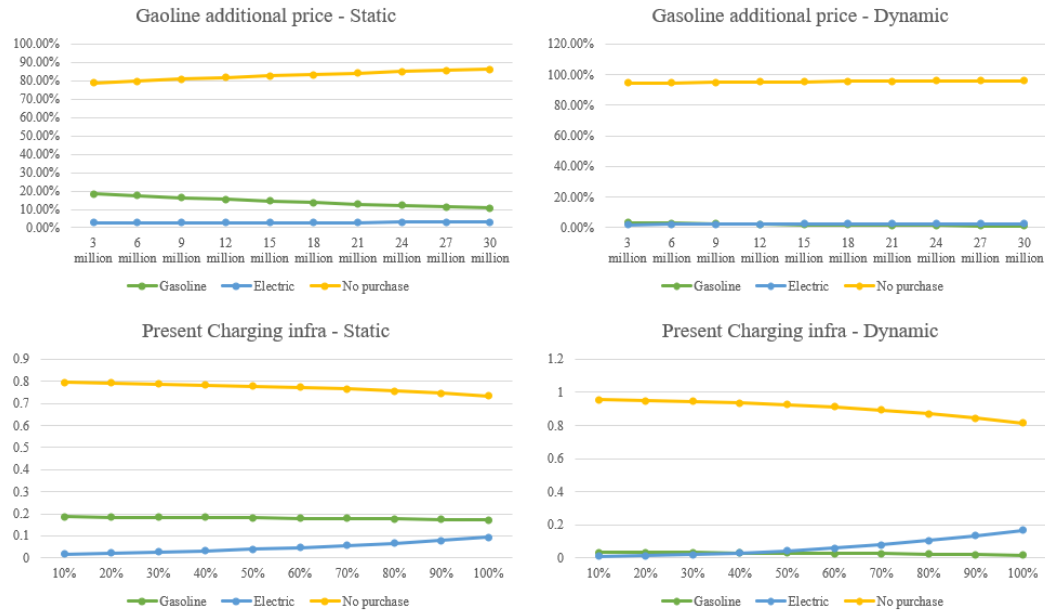 Gaoline additional price - Static
100.00%
90.00%
80.00%
70.00%
60.00%
50.00%
40.00%
30.00%
20.00%
10.00%
0.00%
3 6 9 12 15 18 21 24 27 30
million million million million million million million million million million
Gasoline Electric No purchase
Gasoline additional price - Dynamic
120.00%
100.00%
80.00%
60.00%
40.00%
20.00%
0.00%
3 6 9 12 15 18 21 24 27 30
million million million million million million million million million million
Gasoline Electric No purchase
Present Charging infra - Static
0.9
0.8
0.7
0.6
0.5
0.4
0.3
0.2
0.1
0
10% 20% 30% 40% 50% 60% 70% 80% 90% 100%
Gasoline Electric No purchase
Present Charging infra - Dynamic
1.2
1
0.8
0.6
0.4
0.2
0
10% 20% 30% 40% 50% 60% 70% 80% 90% 100%
Gasoline Electric No purchase